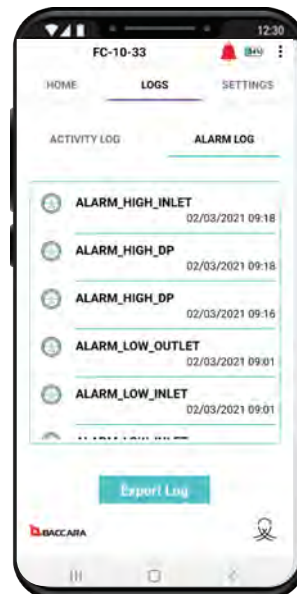 12:30
FC-10-33
HOME LOGS SETTINGS
ACTIVITY LOG ALARM LOG
ALARM_HIGH_INLET
02/03/2021 09:18
ALARM_HIGH_DP
02/03/2021 09:18
ALARM_HIGH_DP
02/03/2021 09:16
ALARM_LOW_OUTLET
02/03/2021 09:01
ALARM_LOW_INLET
02/03/2021 09:01
Export Log
BACCARA